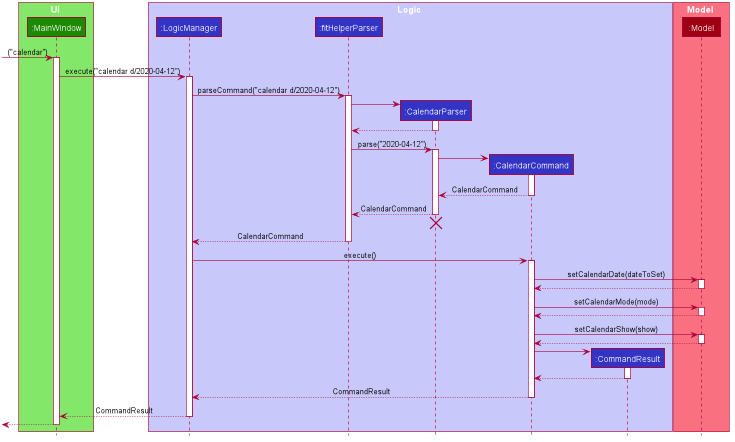 Ui
Logic
Model
:MainWindow
:LogicManager
:fitHelperParser
:Model
("calendar")
execute("calendar d/2020-04-12")
parseCommand("calendar d/2020-04-12")
:CalendarParser
parse("2020-04-12")
:CalendarCommand
CalendarCommand
CalendarCommand
CalendarCommand
execute()
setCalendarDate(dateToSet)
setCalendarMode(mode)
setCalendarShow(show)
:CommandResult
CommandResult
CommandResult